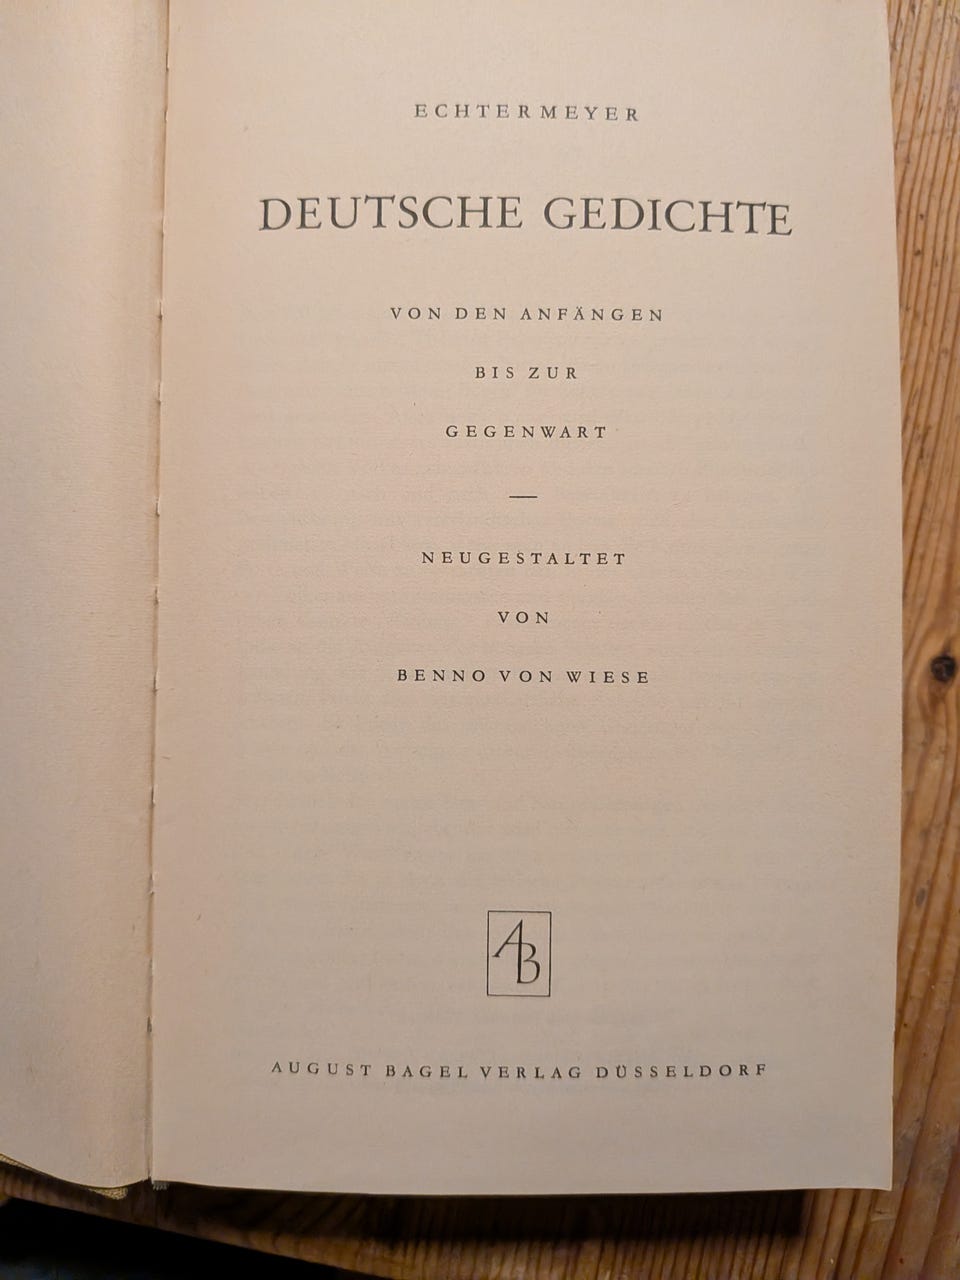 ECHTERMEYER
DEUTSCHE GEDICHTE
VON DEN ANFÄNGEN
BIS ZUR
GEGENWART
NEUGESTALTET
VON
BENNO VON WIESE
AB
AUGUST BAGEL VERLAG DÜSSELDORF